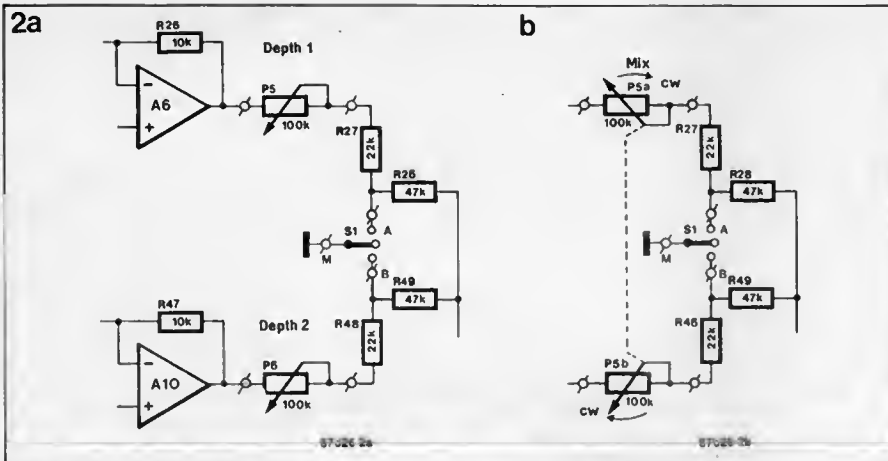 2a
R26
10k
Depth 1
A6
P5
100k
R27
22k
R26
47k
S1
A
M
B
R49
47k
R47
10k
Depth 2
R48
22k
A10
P6
100k
b
Mix
P5a
CW
100k
R27
22k
R28
47k
S1
A
M
B
R49
47k
R46
22k
P5b
100k
CW